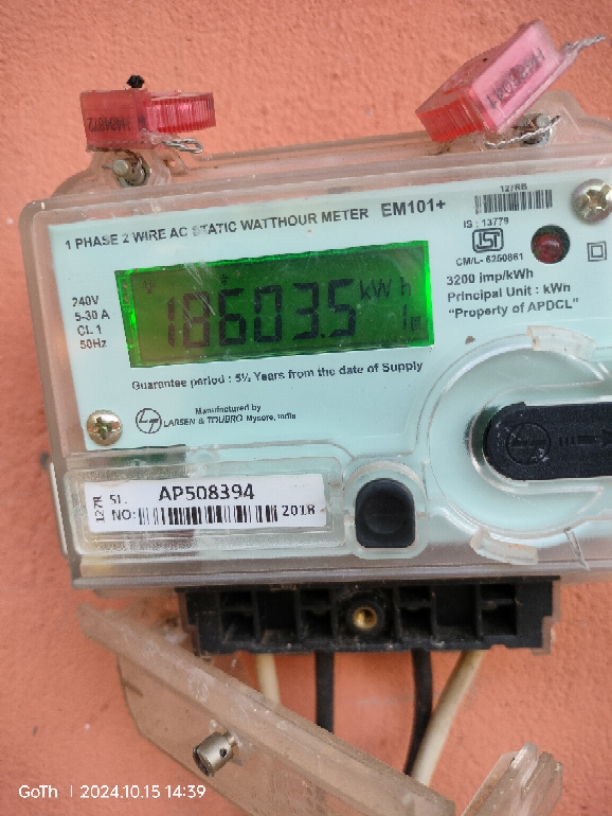 127RB
1 PHASE 2 WIRE AC STATIC WATTHOUR METER EM101+
IS : 13779
CM/L- 6250861
240V
5-30 A
CL. 1
50Hz
18603.5 kWh
3200 imp/kWh
Principal Unit : kWh
"Property of APDCL"
Guarantee period : 5½ Years from the date of Supply
Manufactured by
LARSEN & TOUBRO Mysore, India
127R SL. NO: AP508394
2018
GoTh | 2024.10.15 14:39